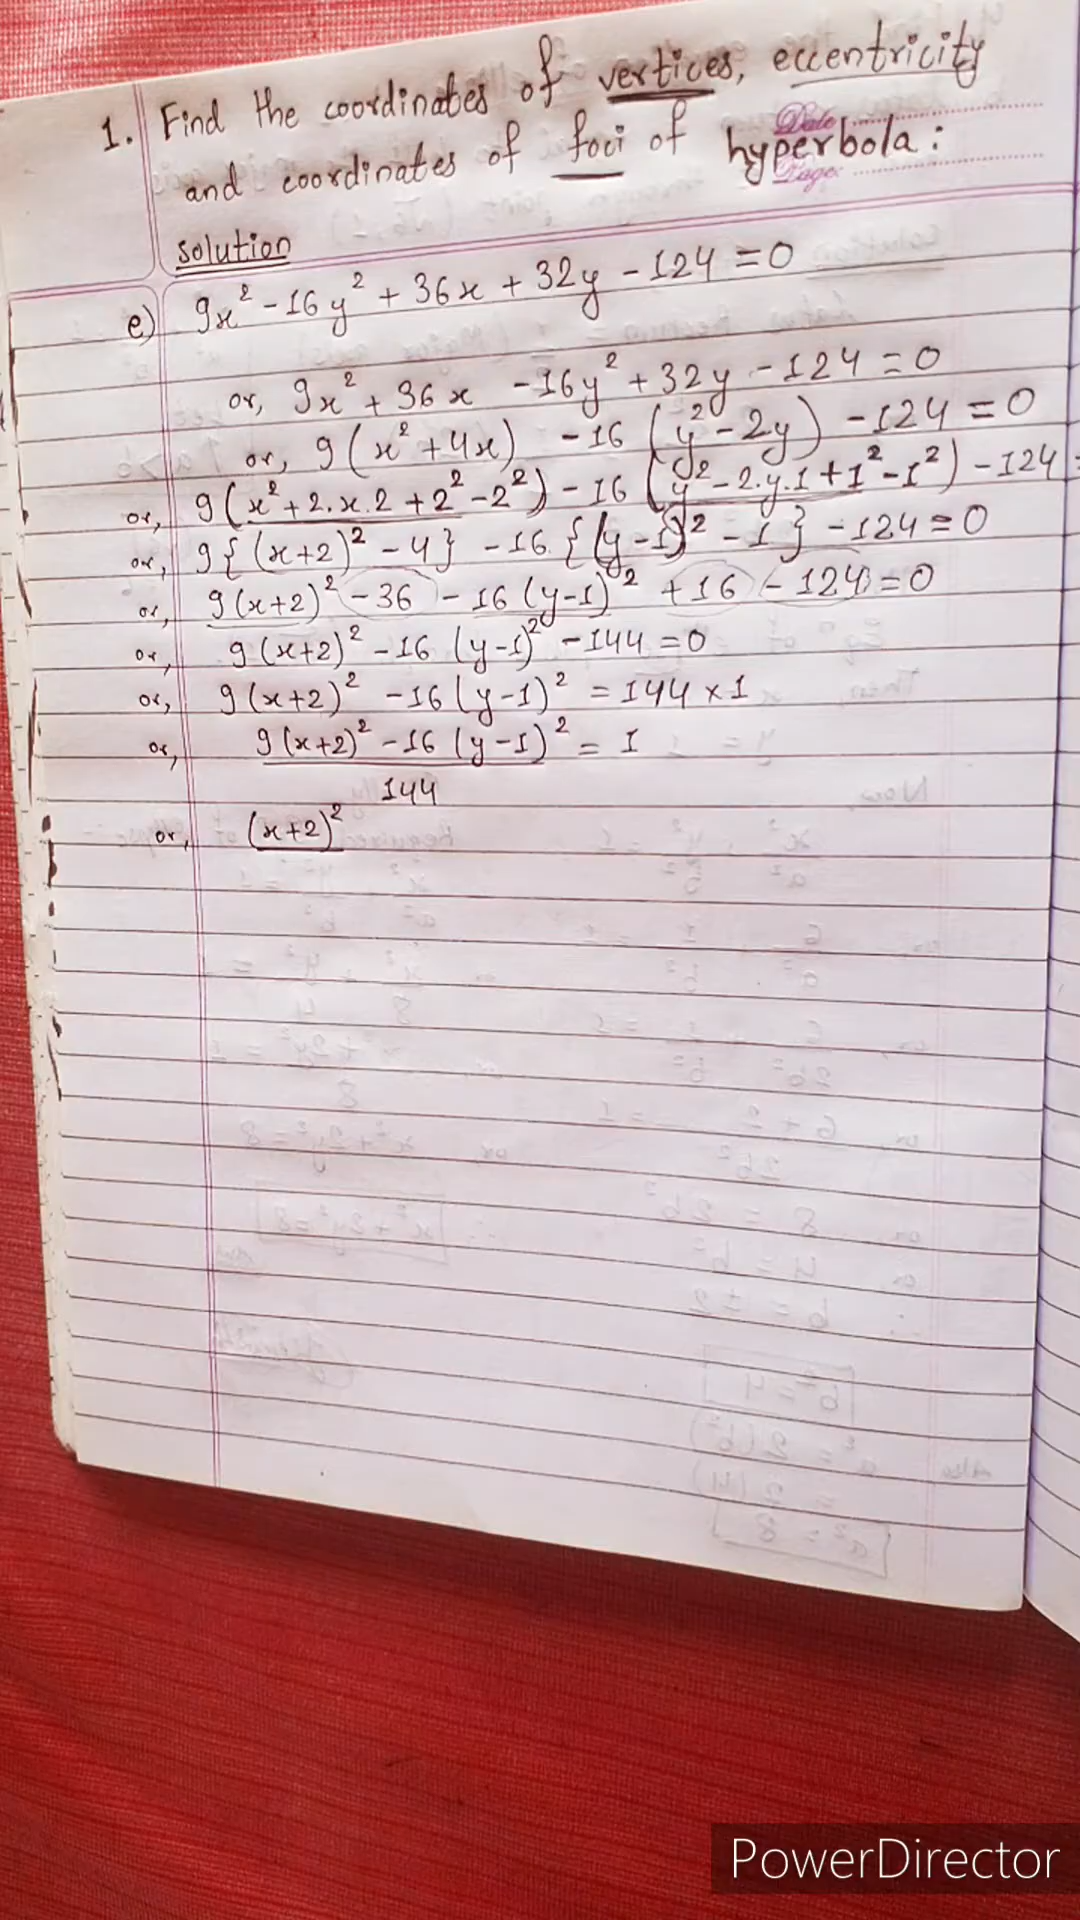 1. Find the coordinates of vertices, eccentricity
Date
and coordinates of foci of hyperbola:
Page
solution
e) 9x² - 16y² + 36x + 32y - 124 = 0
or, 9x² + 36x - 16y² + 32y - 124 = 0
or, 9(x² + 4x) - 16(y² - 2y) - 124 = 0
or, 9(x² + 2.x.2 + 2² - 2²) - 16(y² - 2.y.1 + 1² - 1²) - 124 =
or, 9{(x+2)² - 4} - 16{(y-1)² - 1} - 124 = 0
or, 9(x+2)² - 36 - 16(y-1)² + 16 - 124 = 0
or, 9(x+2)² - 16(y-1)² - 144 = 0
or, 9(x+2)² - 16(y-1)² = 144 × 1
or, 9(x+2)² - 16(y-1)² = 1
144
or, (x+2)²
PowerDirector